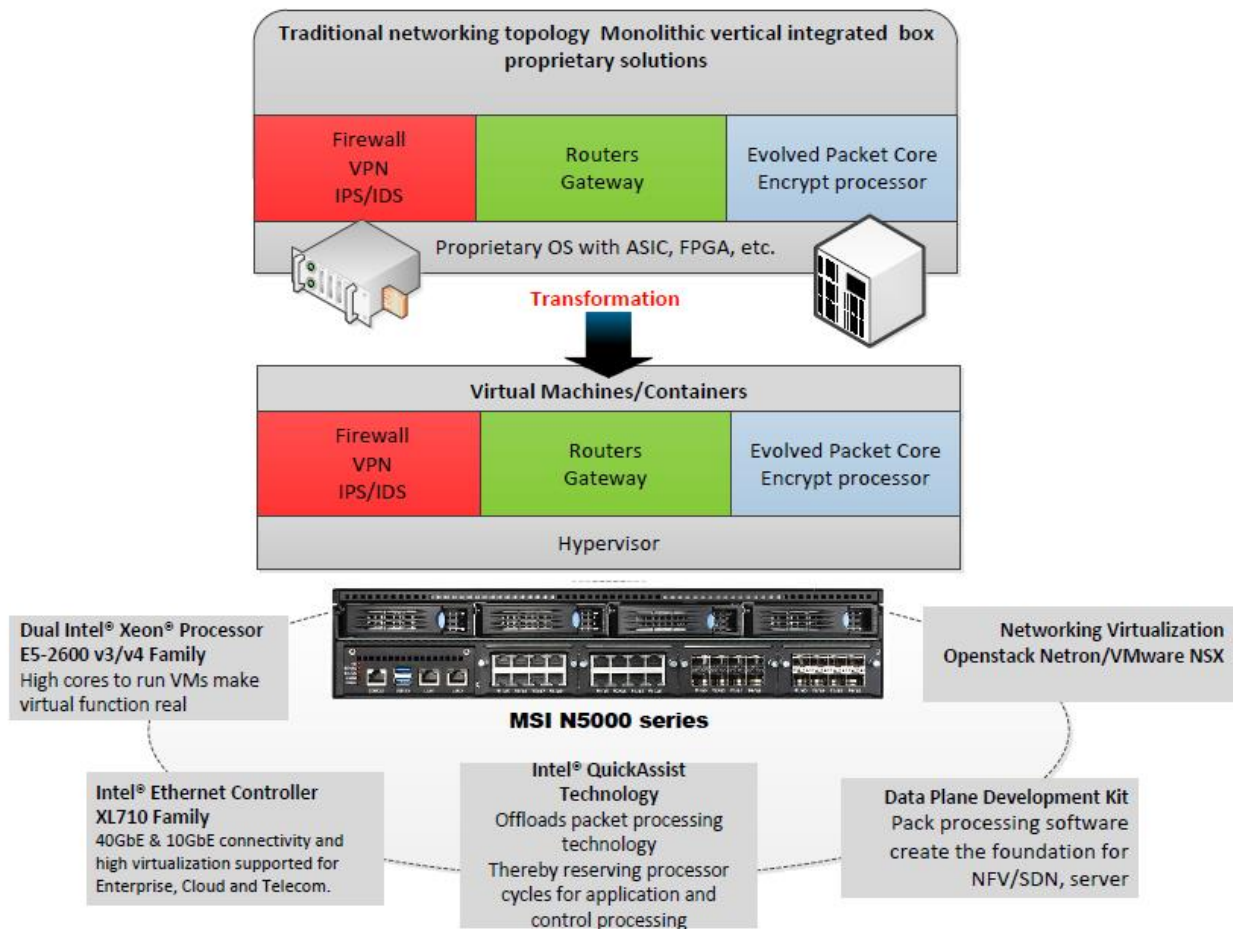 Traditional networking topology Monolithic vertical integrated box
proprietary solutions
Firewall
VPN
IPS/IDS
Routers
Gateway
Evolved Packet Core
Encrypt processor
Proprietary OS with ASIC, FPGA, etc.
Transformation
Virtual Machines/Containers
Firewall
VPN
IPS/IDS
Routers
Gateway
Evolved Packet Core
Encrypt processor
Hypervisor
Dual Intel® Xeon® Processor
E5-2600 v3/v4 Family
High cores to run VMs make
virtual function real
Networking Virtualization
Openstack Netron/VMware NSX
MSI N5000 series
Intel® Ethernet Controller
XL710 Family
40GbE & 10GbE connectivity and
high virtualization supported for
Enterprise, Cloud and Telecom.
Intel® QuickAssist
Technology
Offloads packet processing
technology
Thereby reserving processor
cycles for application and
control processing
Data Plane Development Kit
Pack processing software
create the foundation for
NFV/SDN, server